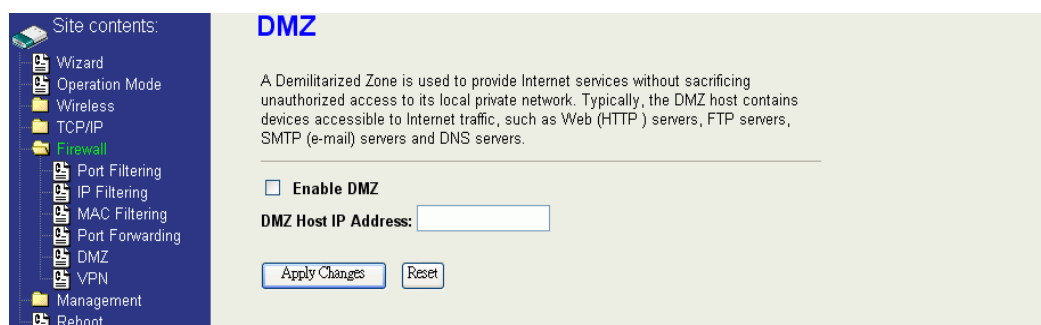 Site contents:
Wizard
Operation Mode
Wireless
TCP/IP
Firewall
Port Filtering
IP Filtering
MAC Filtering
Port Forwarding
DMZ
VPN
Management
Reboot
DMZ
A Demilitarized Zone is used to provide Internet services without sacrificing
unauthorized access to its local private network. Typically, the DMZ host contains
devices accessible to Internet traffic, such as Web (HTTP ) servers, FTP servers,
SMTP (e-mail) servers and DNS servers.
Enable DMZ
DMZ Host IP Address:
Apply Changes Reset